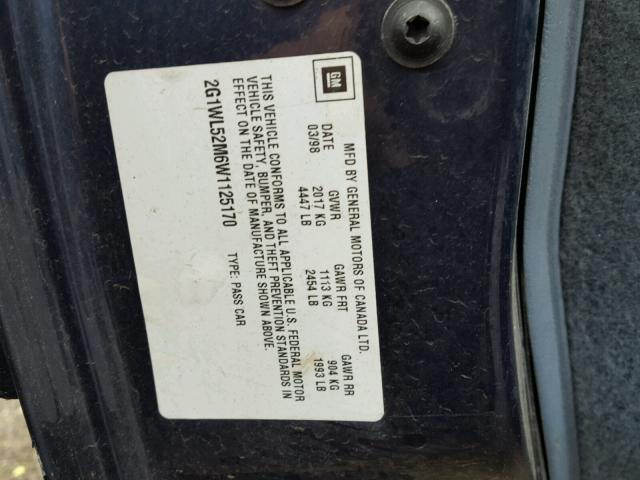 GM
MFD BY GENERAL MOTORS OF CANADA LTD.
DATE GVWR GAWR FRT GAWR RR
03/98 2017 KG 1113 KG 904 KG
4447 LB 2454 LB 1993 LB
THIS VEHICLE CONFORMS TO ALL APPLICABLE U.S. FEDERAL MOTOR
VEHICLE SAFETY, BUMPER, AND THEFT PREVENTION STANDARDS IN
EFFECT ON THE DATE OF MANUFACTURE SHOWN ABOVE.
2G1WL52M6W1125170 TYPE: PASS CAR